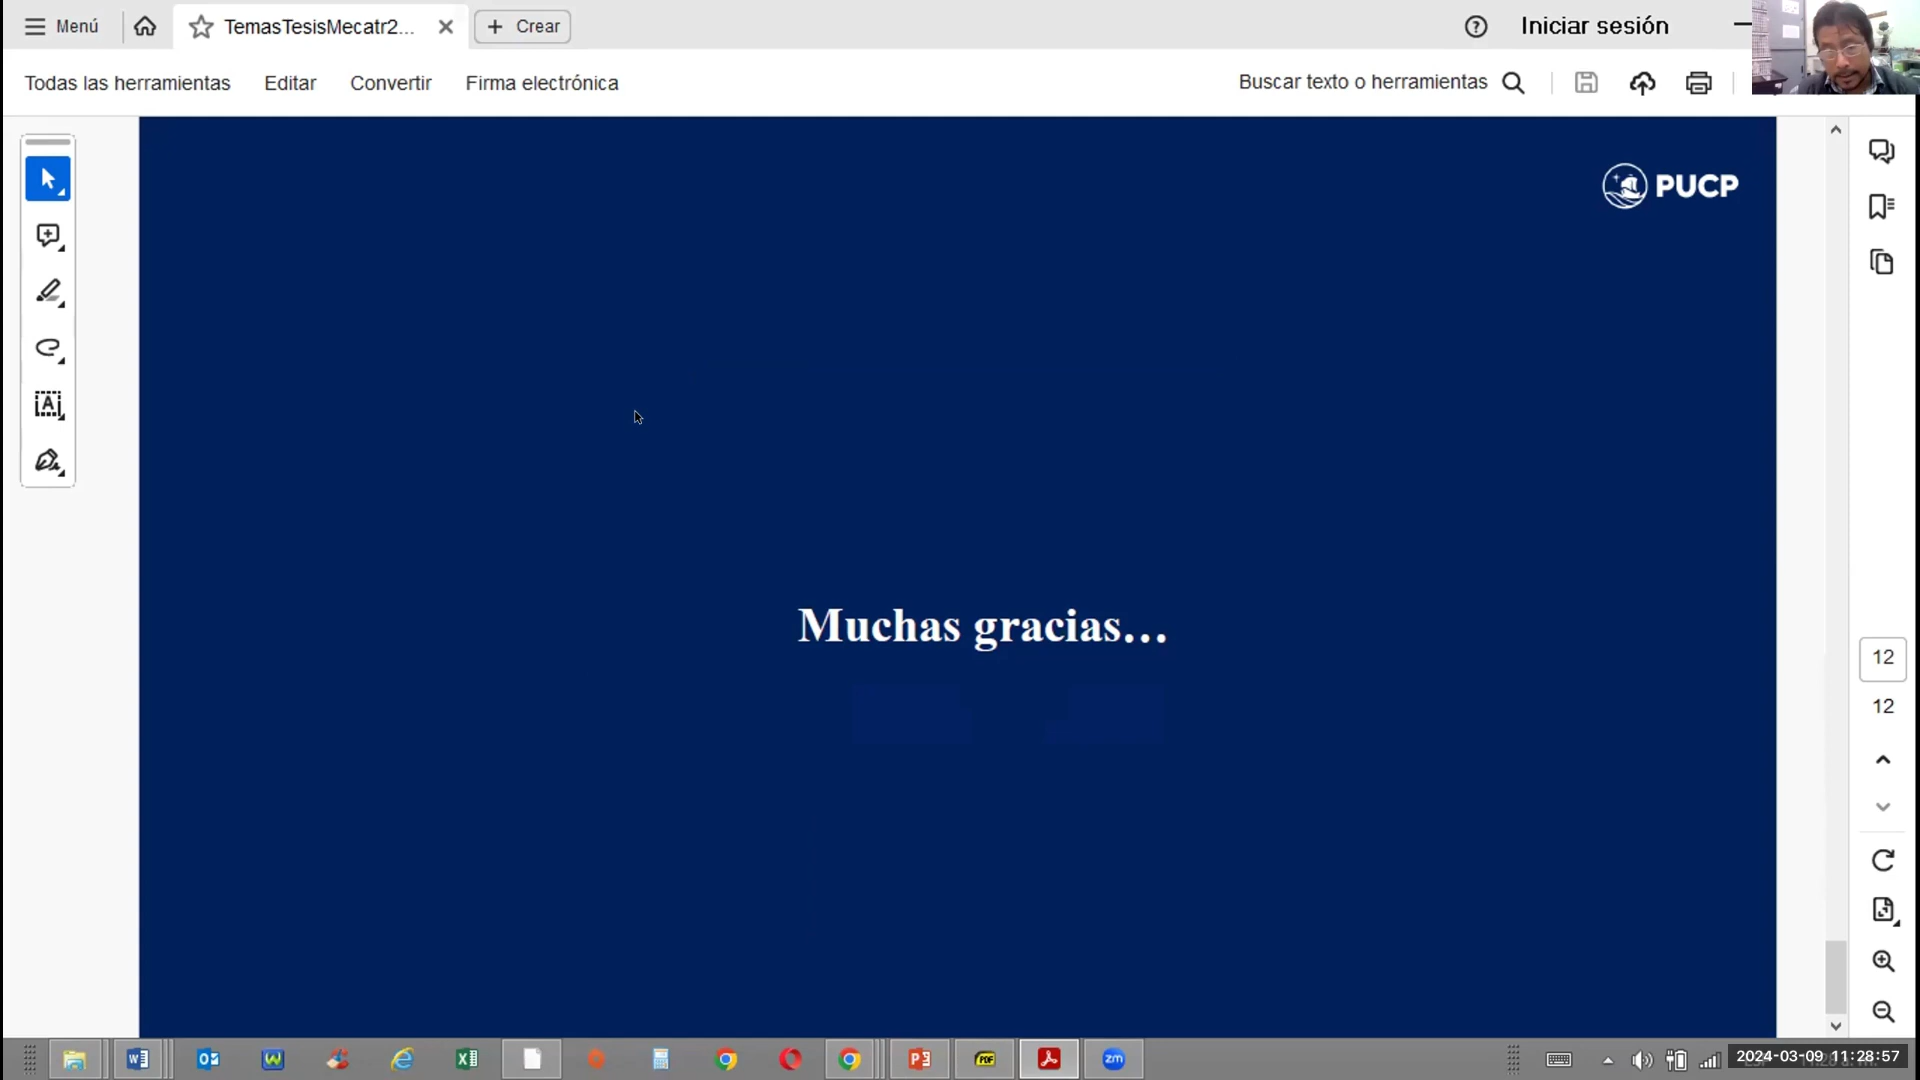 Menú
TemasTesisMecatr2...
Crear
Iniciar sesión
Todas las herramientas
Editar
Convertir
Firma electrónica
Buscar texto o herramientas
PUCP
Muchas gracias...
12
12
2024-03-09 11:28:57